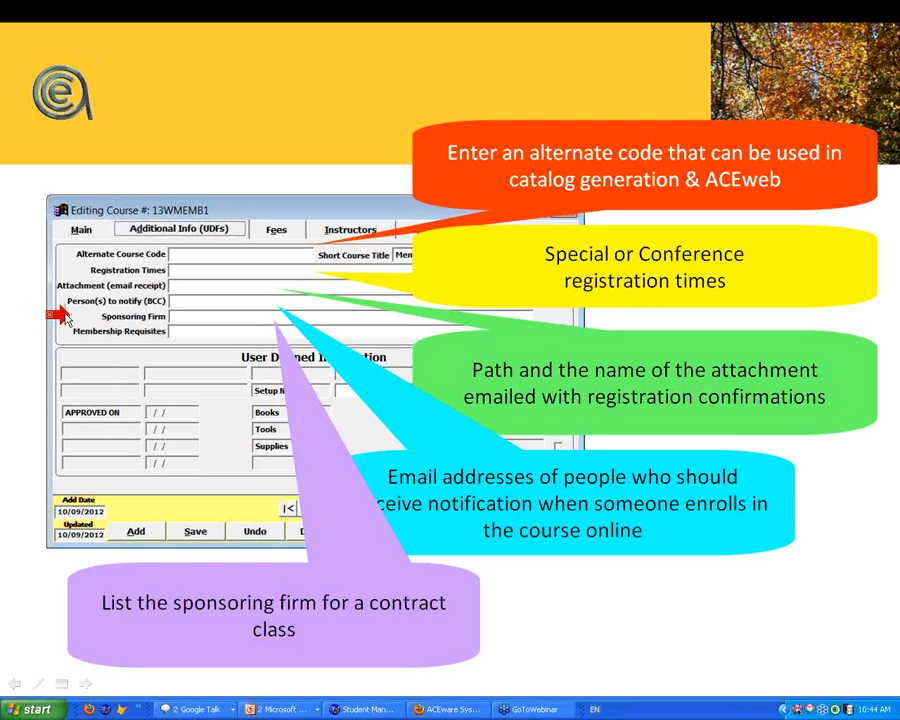 Enter an alternate code that can be used in
catalog generation & ACEweb
Editing Course #: 13WMEMB1
Main
Additional Info (UDFs)
Fees
Instructors
Alternate Course Code
Short Course Title
Registration Times
Attachment (email receipt)
Person(s) to notify (BCC)
Sponsoring Firm
Membership Requisites
Special or Conference
registration times
Path and the name of the attachment
emailed with registration confirmations
APPROVED ON
/ /
Books
/ /
Tools
/ /
Supplies
/ /
Email addresses of people who should
notification when someone enrolls in
the course online
Add Date
10/09/2012
Updated
10/09/2012
Add
Save
Undo
List the sponsoring firm for a contract
class
start
2 Google Talk
2 Microsoft ...
Student Man...
ACEware Sys...
GoToWebinar
EN
10:44 AM